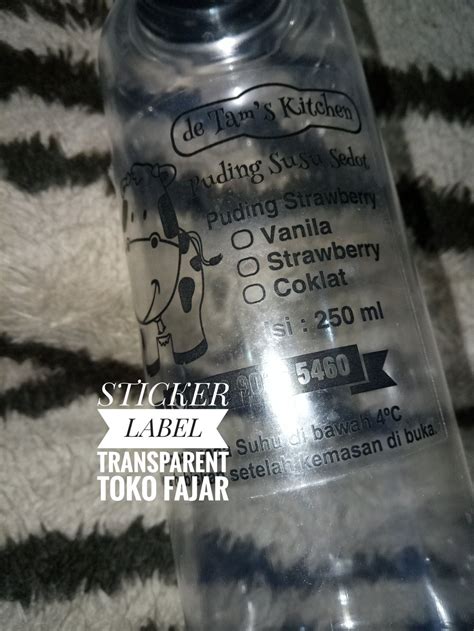 de Tam's Kitchen
Puding Susu Sedot
Puding Strawberry
Vanila
Strawberry
Coklat
isi : 250 ml
5460
Suhu di bawah 4°C
setelah kemasan di buka.
STICKER
LABEL
TRANSPARENT
TOKO FAJAR